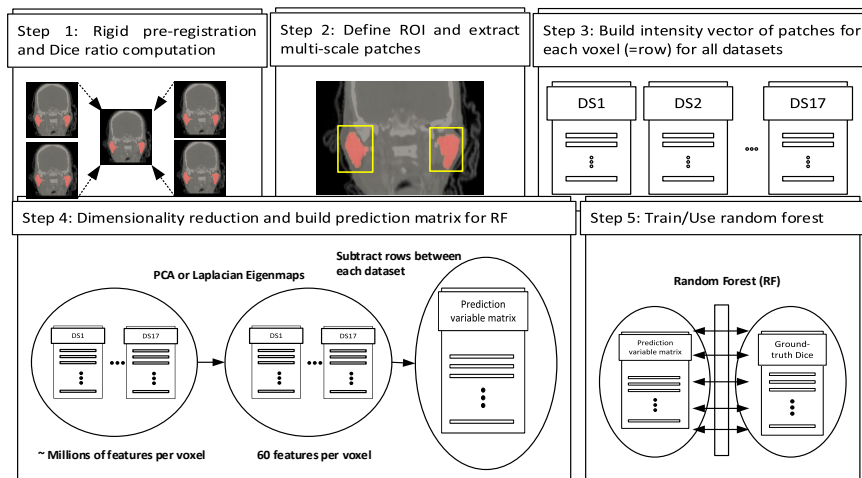 Step 1: Rigid pre-registration
and Dice ratio computation
Step 2: Define ROI and extract
multi-scale patches
Step 3: Build intensity vector of patches for
each voxel (=row) for all datasets
DS1
DS2
DS17
Step 4: Dimensionality reduction and build prediction matrix for RF
PCA or Laplacian Eigenmaps
Subtract rows between
each dataset
DS1
DS17
DS1
DS17
Prediction
variable matrix
~ Millions of features per voxel
60 features per voxel
Step 5: Train/Use random forest
Random Forest (RF)
Prediction
variable matrix
Ground-
truth Dice